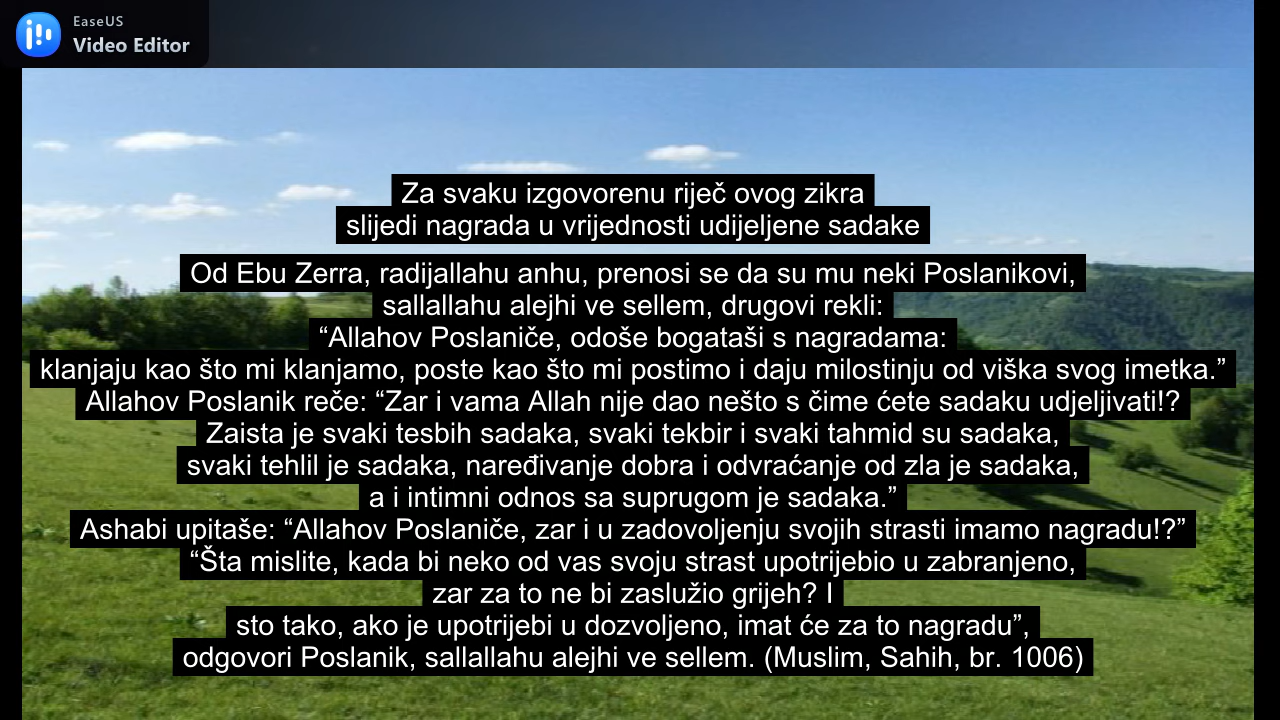 EaseUS
Video Editor
Za svaku izgovorenu riječ ovog zikra
slijedi nagrada u vrijednosti udijeljene sadake
Od Ebu Zerra, radijallahu anhu, prenosi se da su mu neki Poslanikovi,
sallallahu alejhi ve sellem, drugovi rekli:
“Allahov Poslaniče, odoše bogataši s nagradama:
klanjaju kao što mi klanjamo, poste kao što mi postimo i daju milostinju od viška svog imetka.”
Allahov Poslanik reče: “Zar i vama Allah nije dao nešto s čime ćete sadaku udjeljivati!?
Zaista je svaki tesbih sadaka, svaki tekbir i svaki tahmid su sadaka,
svaki tehlil je sadaka, naređivanje dobra i odvraćanje od zla je sadaka,
a i intimni odnos sa suprugom je sadaka.”
Ashabi upitaše: “Allahov Poslaniče, zar i u zadovoljenju svojih strasti imamo nagradu!?”
“Šta mislite, kada bi neko od vas svoju strast upotrijebio u zabranjeno,
zar za to ne bi zaslužio grijeh? I
sto tako, ako je upotrijebi u dozvoljeno, imat će za to nagradu”,
odgovori Poslanik, sallallahu alejhi ve sellem. (Muslim, Sahih, br. 1006)